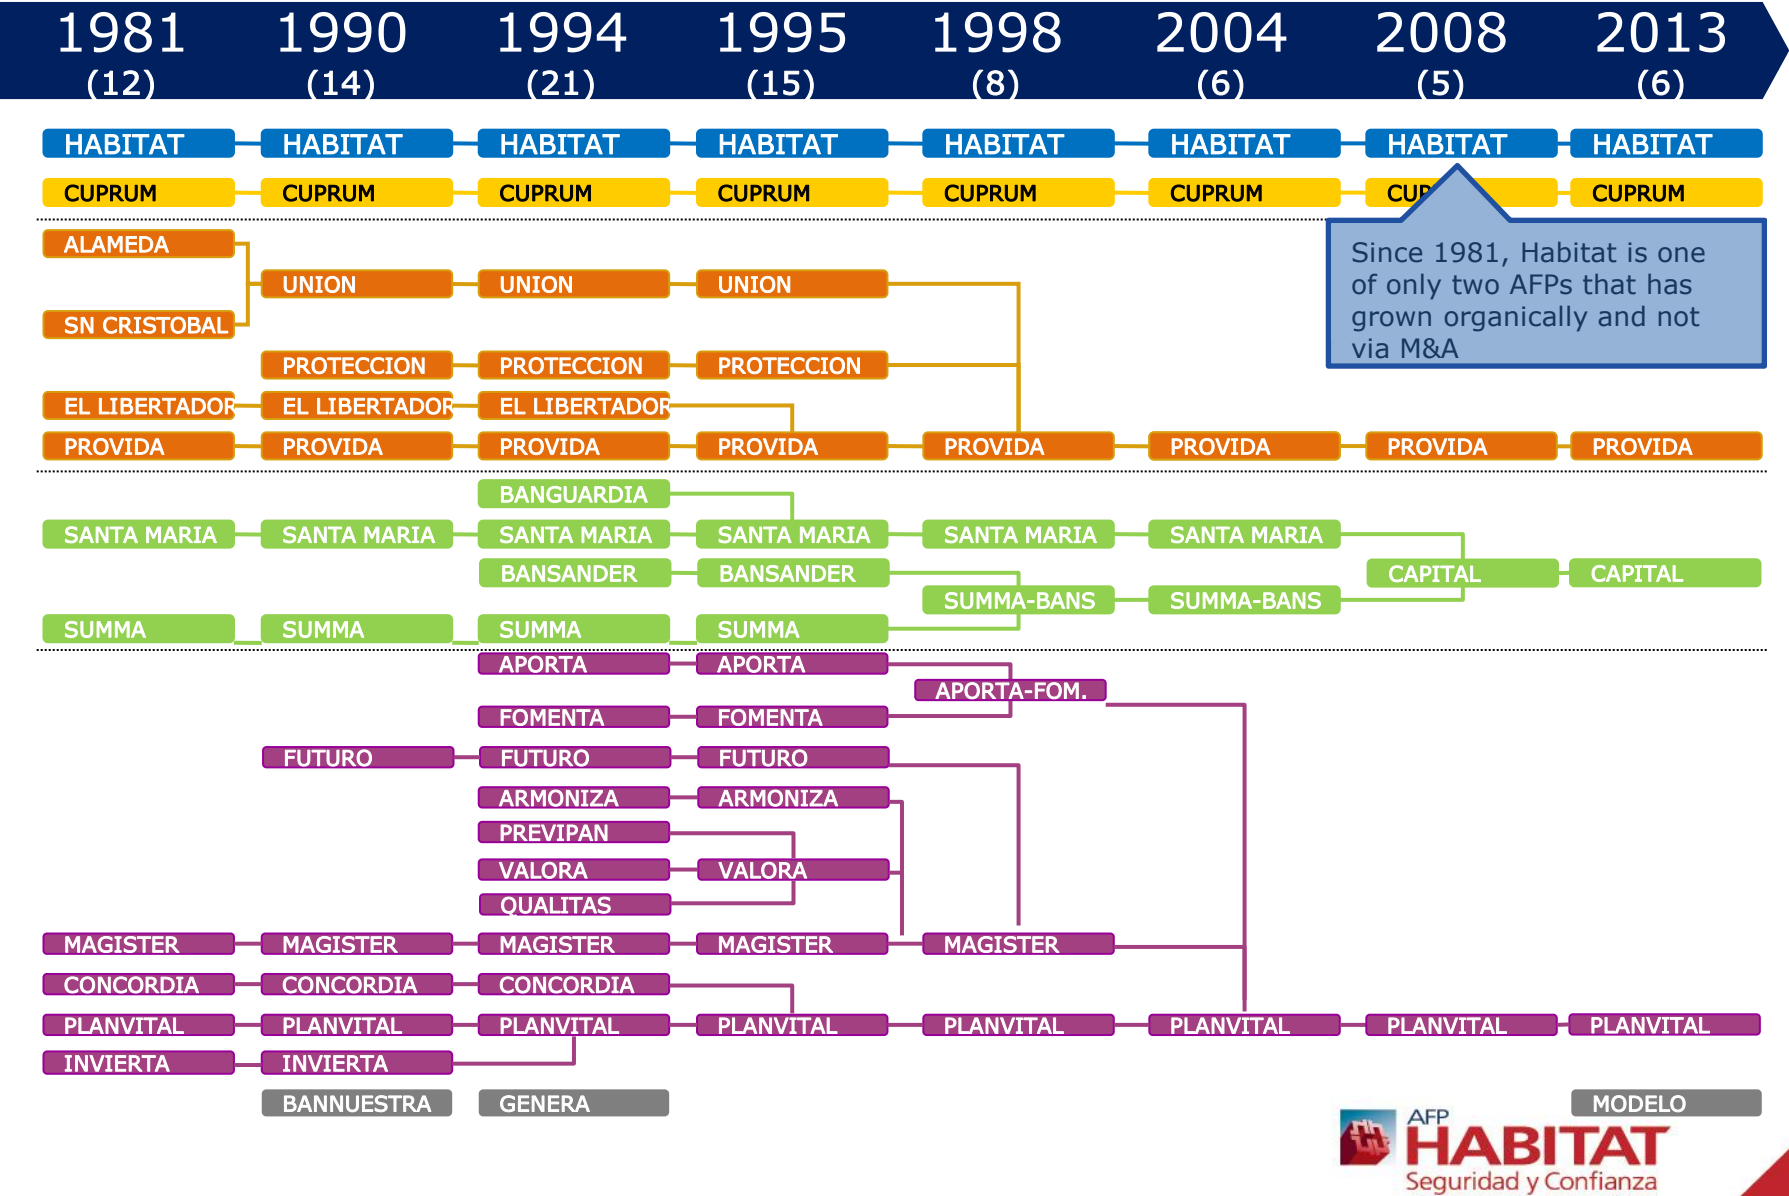 1981 1990 1994 1995 1998 2004 2008 2013
(12) (14) (21) (15) (8) (6) (5) (6)
HABITAT HABITAT HABITAT HABITAT HABITAT HABITAT HABITAT HABITAT
CUPRUM CUPRUM CUPRUM CUPRUM CUPRUM CUPRUM CUP CUPRUM
Since 1981, Habitat is one
of only two AFPs that has
grown organically and not
via M&A
ALAMEDA
UNION UNION UNION
SN CRISTOBAL
PROTECCION PROTECCION PROTECCION
EL LIBERTADOR EL LIBERTADOR EL LIBERTADOR
PROVIDA PROVIDA PROVIDA PROVIDA PROVIDA PROVIDA PROVIDA PROVIDA
BANGUARDIA
SANTA MARIA SANTA MARIA SANTA MARIA SANTA MARIA SANTA MARIA SANTA MARIA
BANSANDER BANSANDER CAPITAL CAPITAL
SUMMA-BANS SUMMA-BANS
SUMMA SUMMA SUMMA SUMMA
APORTA APORTA
APORTA-FOM.
FOMENTA FOMENTA
FUTURO FUTURO FUTURO
ARMONIZA ARMONIZA
PREVIPAN
VALORA VALORA
QUALITAS
MAGISTER MAGISTER MAGISTER MAGISTER MAGISTER
CONCORDIA CONCORDIA CONCORDIA
PLANVITAL PLANVITAL PLANVITAL PLANVITAL PLANVITAL PLANVITAL PLANVITAL PLANVITAL
INVIERTA INVIERTA
BANNUESTRA GENERA MODELO
AFP
HABITAT
Seguridad y Confianza